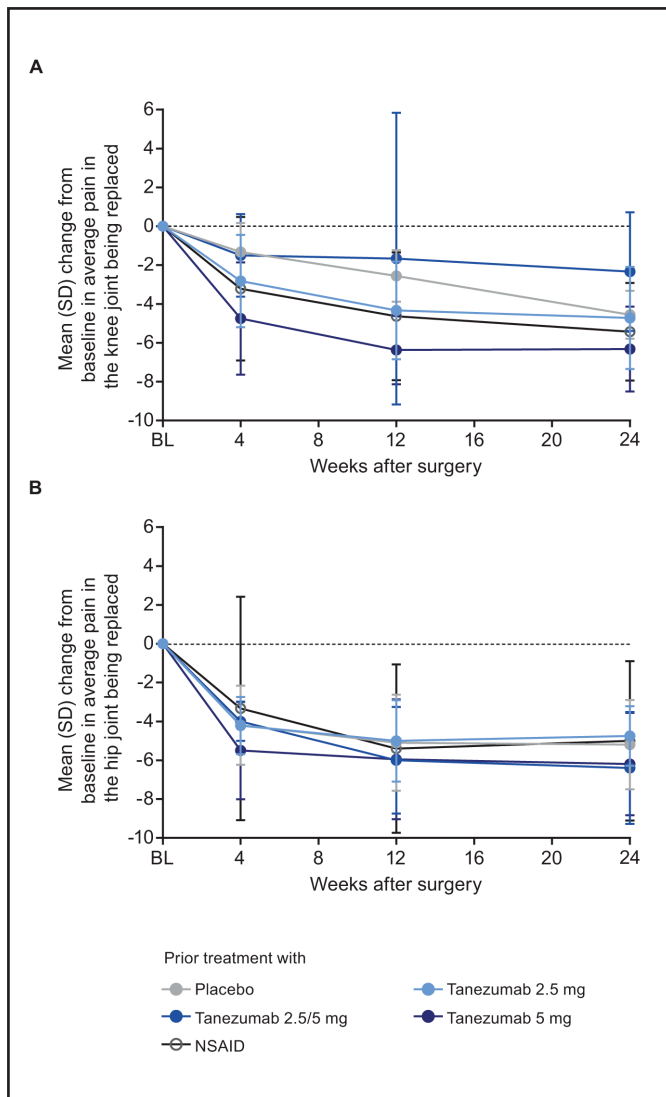 A
Mean (SD) change from
baseline in average pain in
the knee joint being replaced
6
4
2
0
-2
-4
-6
-8
-10
BL
4
8
12
16
20
24
Weeks after surgery
B
Mean (SD) change from
baseline in average pain in
the hip joint being replaced
6
4
2
0
-2
-4
-6
-8
-10
BL
4
8
12
16
20
24
Weeks after surgery
Prior treatment with
Placebo
Tanezumab 2.5 mg
Tanezumab 2.5/5 mg
Tanezumab 5 mg
NSAID